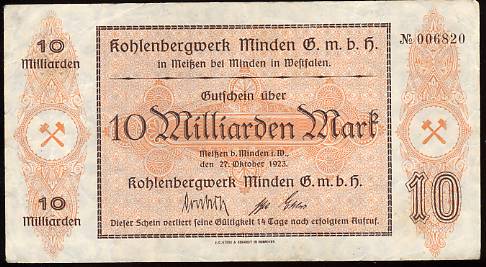 10
Milliarden
Kohlenbergwerk Minden G. m. b. H.
in Meißen bei Minden in Westfalen.
№ 006820
Gutschein über
10 Milliarden Mark
Meißen b. Minden i. W.,
den 27. Oktober 1923.
Kohlenbergwerk Minden G. m. b. H.
10
Milliarden
10
Dieser Schein verliert seine Gültigkeit 14 Tage nach erfolgtem Aufruf.